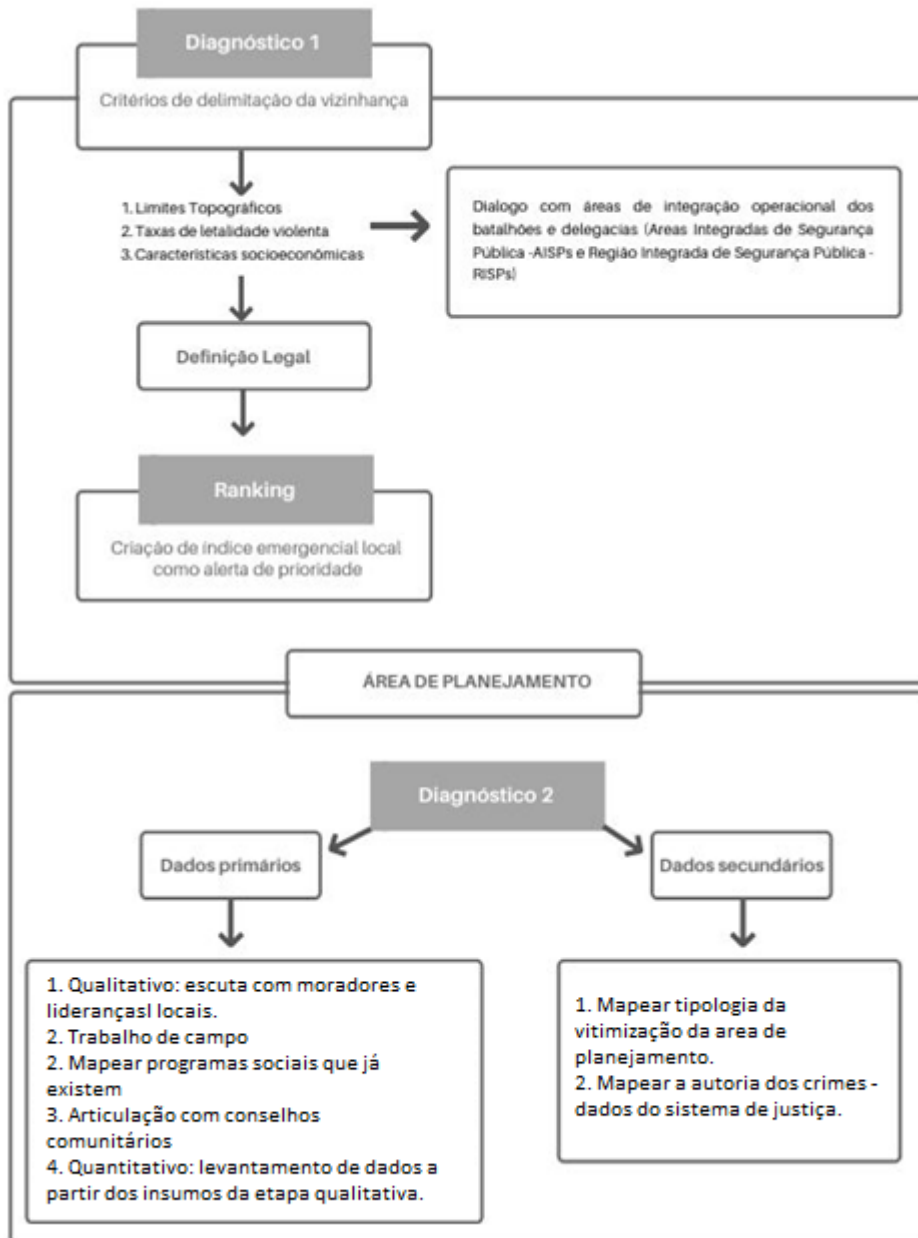 Diagnóstico 1
Critérios de delimitação da vizinhança
1. Limites Topográficos
2. Taxas de letalidade violenta
3. Características socioeconômicas
Dialogo com áreas de integração operacional dos
batalhões e delegacias (Areas Integradas de Segurança
Pública -AISPs e Região Integrada de Segurança Pública -
RISPs)
Definição Legal
Ranking
Criação de índice emergencial local
como alerta de prioridade
ÁREA DE PLANEJAMENTO
Diagnóstico 2
Dados primários
1. Qualitativo: escuta com moradores e
liderançasl locais.
2. Trabalho de campo
2. Mapear programas sociais que já
existem
3. Articulação com conselhos
comunitários
4. Quantitativo: levantamento de dados a
partir dos insumos da etapa qualitativa.
Dados secundários
1. Mapear tipologia da
vitimização da area de
planejamento.
2. Mapear a autoria dos crimes -
dados do sistema de justiça.